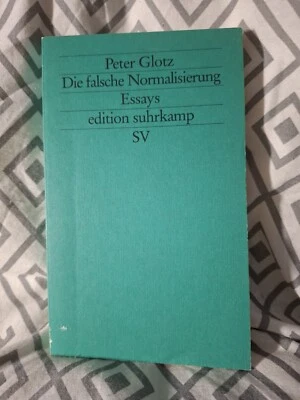 Peter Glotz
Die falsche Normalisierung
Essays
edition suhrkamp
SV